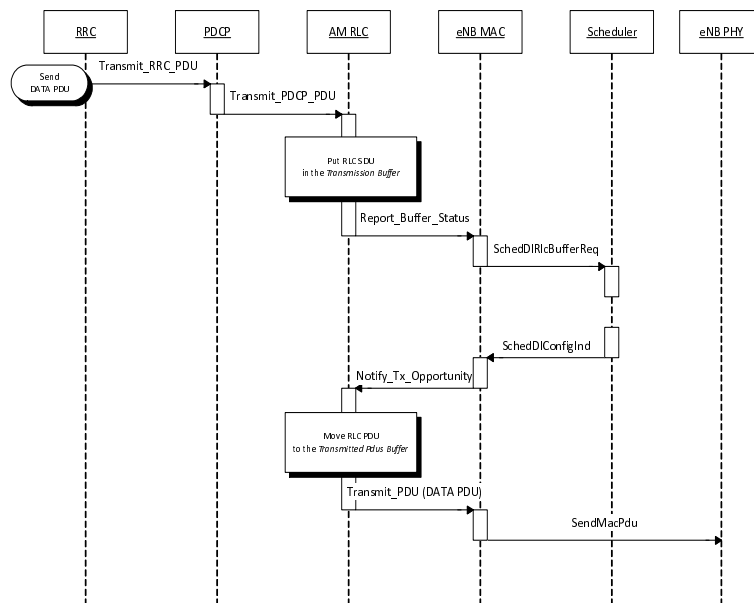 RRC
PDCP
AM RLC
eNB MAC
Scheduler
eNB PHY
Send
DATA PDU
Transmit_RRC_PDU
Transmit_PDCP_PDU
Put RLC SDU
in the Transmission Buffer
Report_Buffer_Status
SchedDlRlcBufferReq
SchedDlConfigInd
Notify_Tx_Opportunity
Move RLC PDU
to the Transmitted Pdus Buffer
Transmit_PDU (DATA PDU)
SendMacPdu